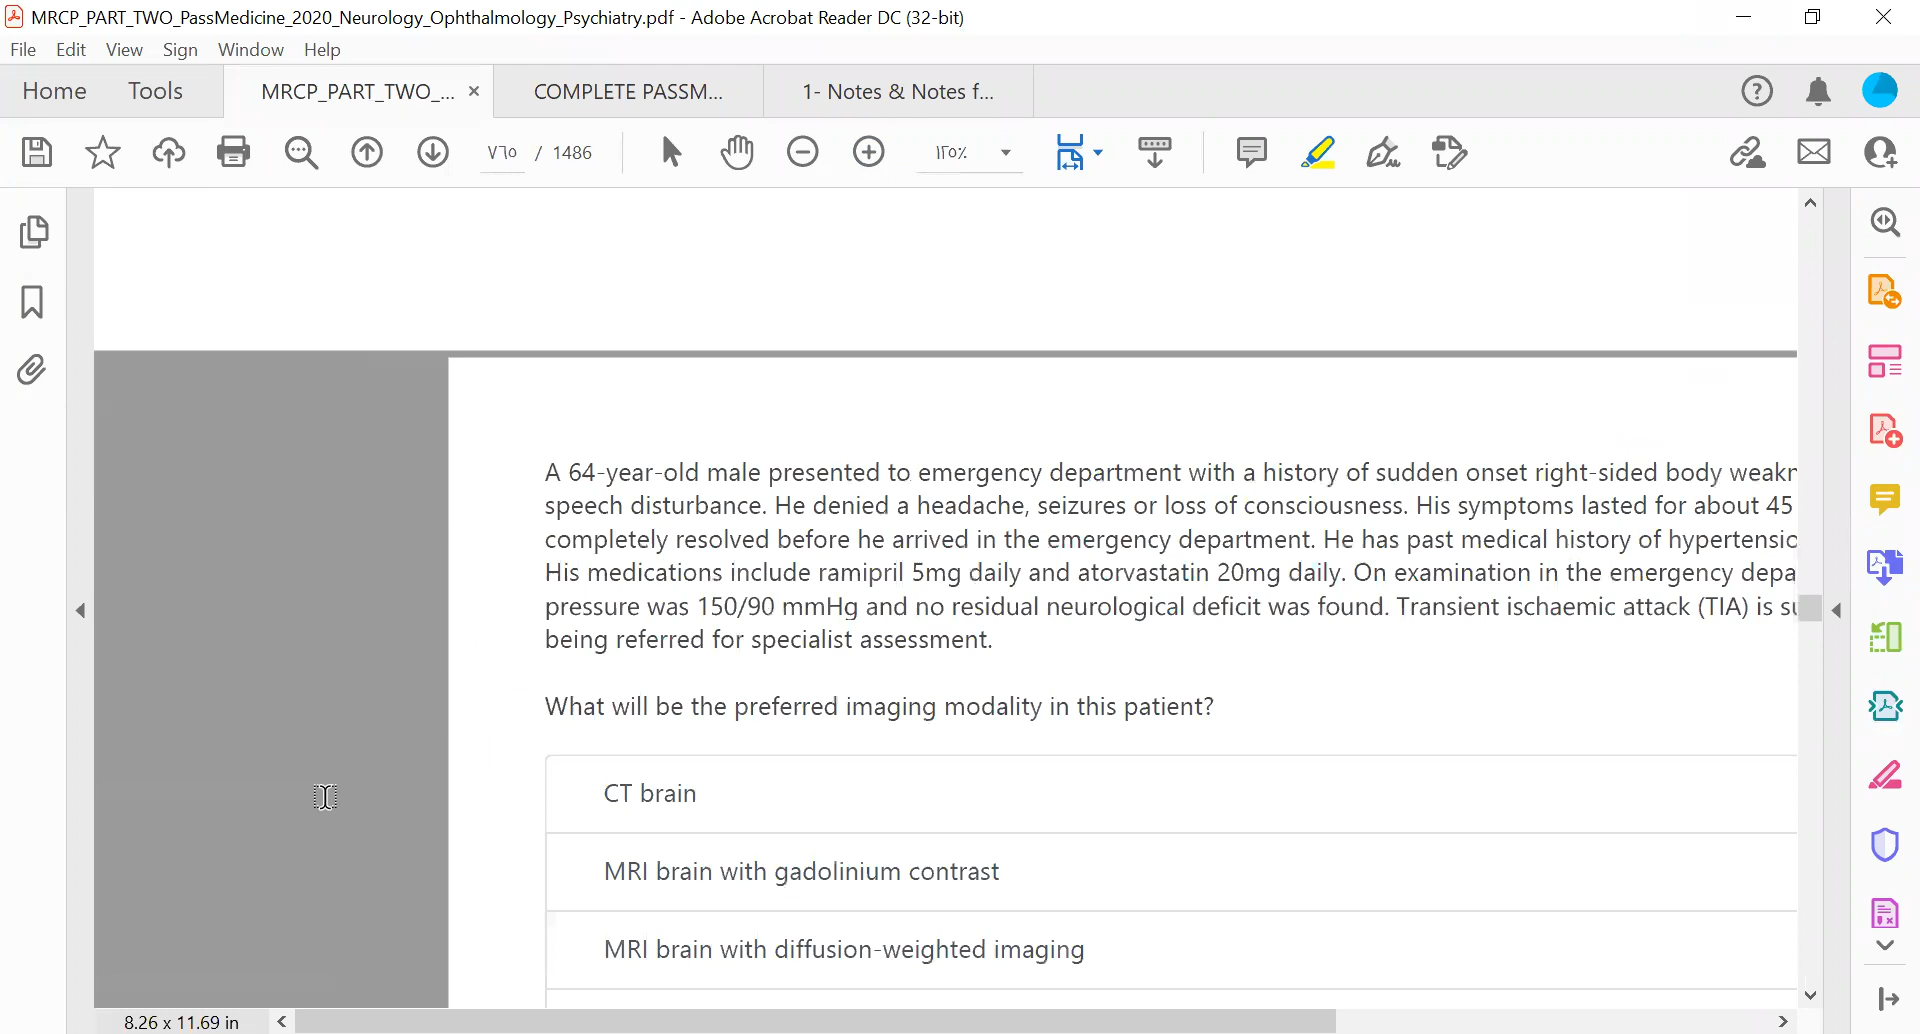 MRCP_PART_TWO_PassMedicine_2020_Neurology_Ophthalmology_Psychiatry.pdf - Adobe Acrobat Reader DC (32-bit)
File Edit View Sign Window Help
Home Tools MRCP_PART_TWO_... × COMPLETE PASSM... 1- Notes & Notes f...
٧٦٥ / 1486 ١٢٥٪
A 64-year-old male presented to emergency department with a history of sudden onset right-sided body weakn
speech disturbance. He denied a headache, seizures or loss of consciousness. His symptoms lasted for about 45
completely resolved before he arrived in the emergency department. He has past medical history of hypertensio
His medications include ramipril 5mg daily and atorvastatin 20mg daily. On examination in the emergency depa
pressure was 150/90 mmHg and no residual neurological deficit was found. Transient ischaemic attack (TIA) is su
being referred for specialist assessment.
What will be the preferred imaging modality in this patient?
CT brain
MRI brain with gadolinium contrast
MRI brain with diffusion-weighted imaging
8.26 x 11.69 in